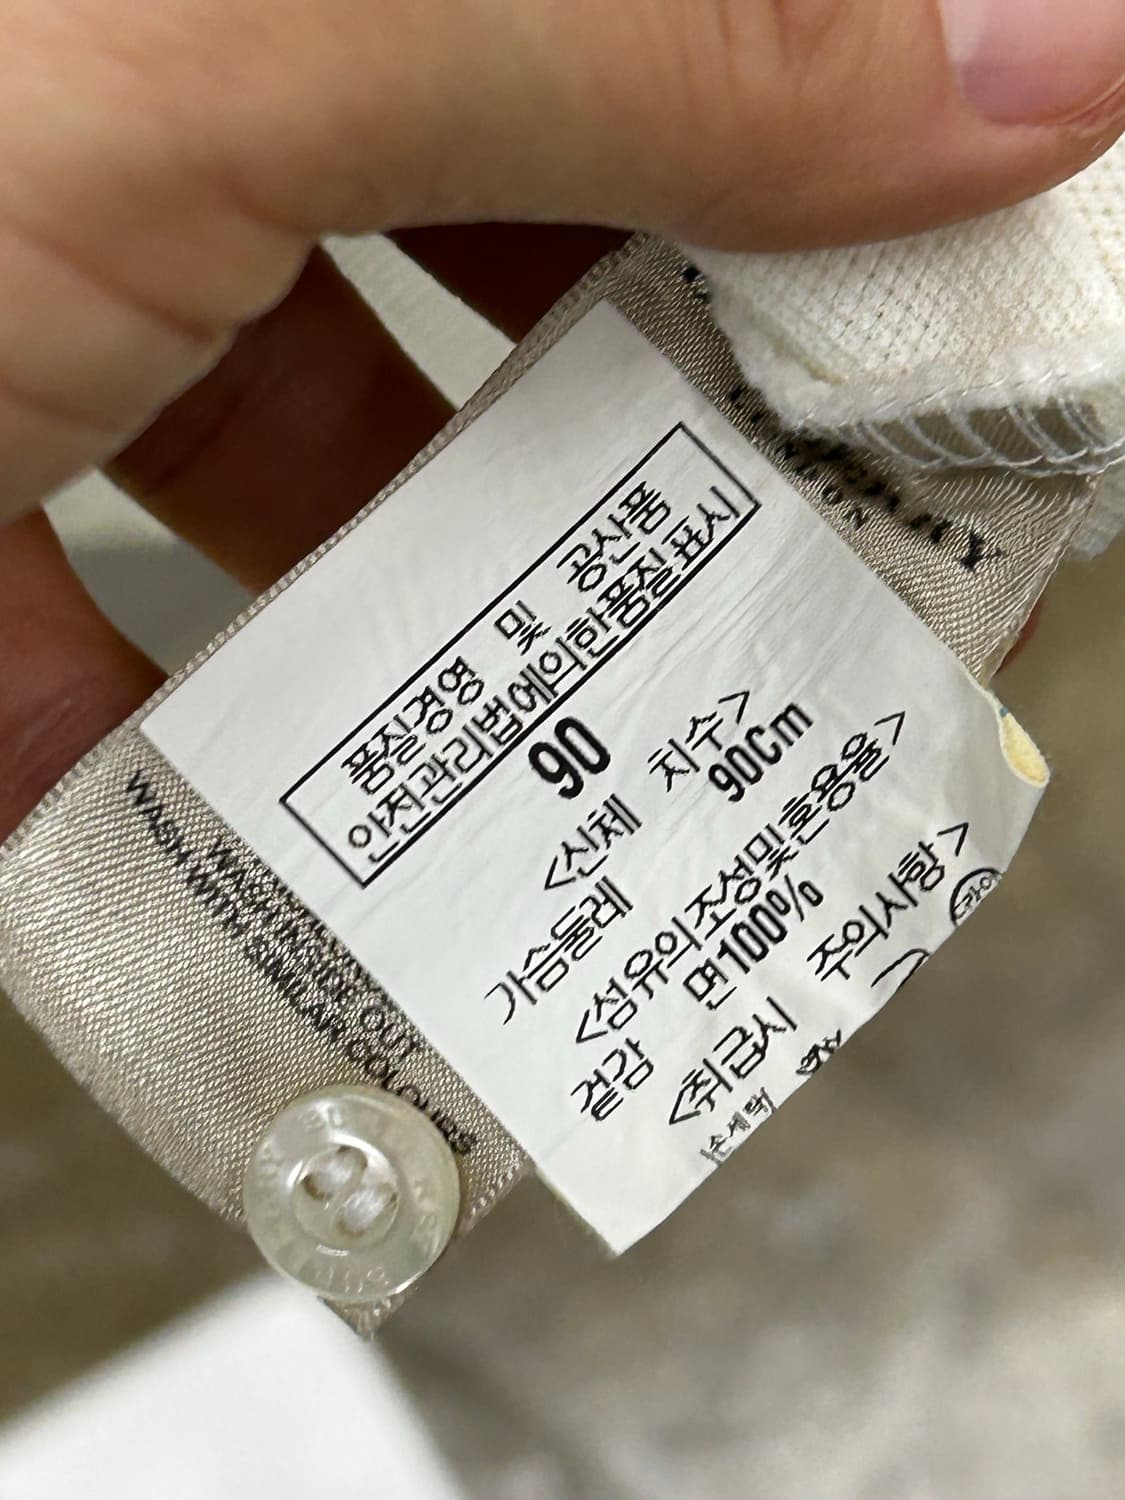 품질경영 및 공산품
안전관리법에의한품질표시
90
<신체 치수>
가슴둘레 90Cm
<섬유의조성및혼용율>
겉감 면100%
<취급시 주의사항>
손세탁
WASH INSIDE OUT
WASH WITH SIMILAR COLOURS